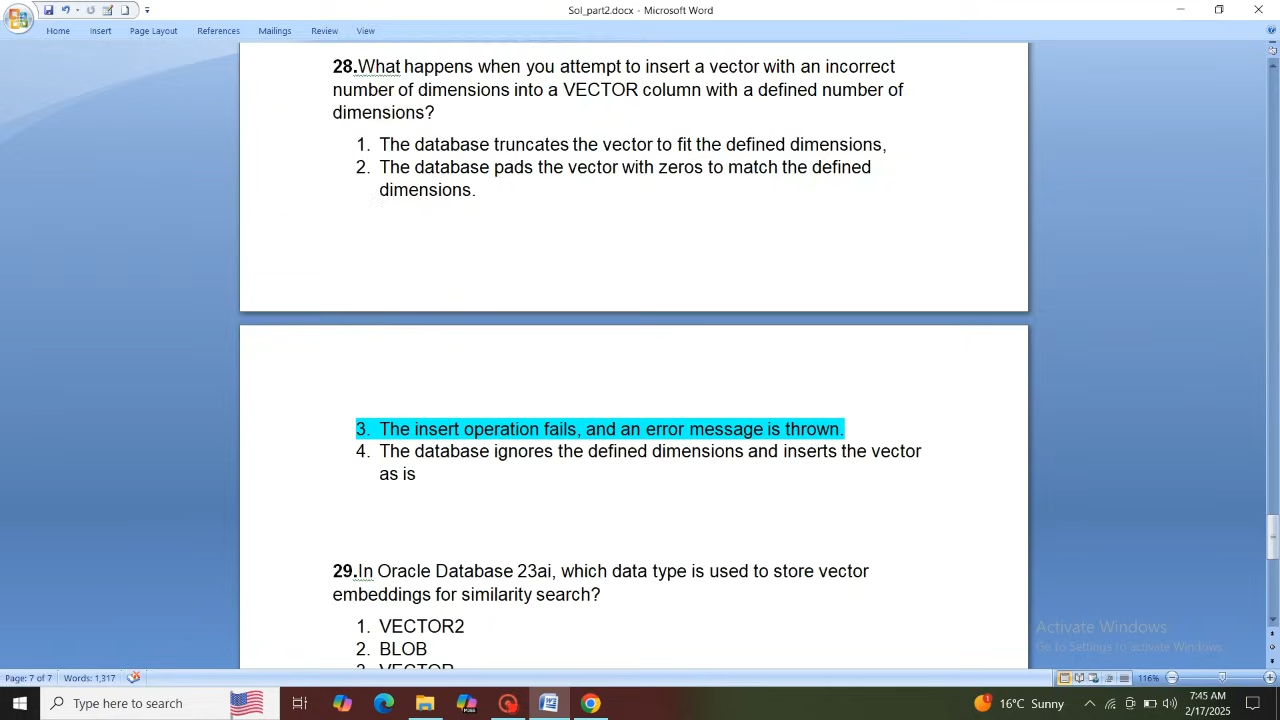 Sol_part2.docx - Microsoft Word
Home Insert Page Layout References Mailings Review View
28.What happens when you attempt to insert a vector with an incorrect
number of dimensions into a VECTOR column with a defined number of
dimensions?
1. The database truncates the vector to fit the defined dimensions,
2. The database pads the vector with zeros to match the defined
dimensions.
3. The insert operation fails, and an error message is thrown.
4. The database ignores the defined dimensions and inserts the vector
as is
29.In Oracle Database 23ai, which data type is used to store vector
embeddings for similarity search?
1. VECTOR2
2. BLOB
3. VECTOR
Activate Windows
Go to Settings to activate Windows.
Page: 7 of 7 Words: 1,317 116%
Type here to search 16°C Sunny 7:45 AM
2/17/2025